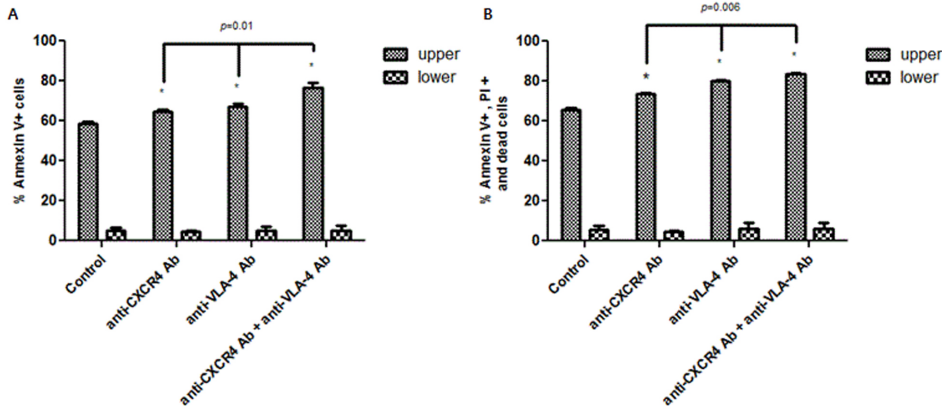 A
p=0.01
% Annexin V+ cells
100
80
60
40
20
0
*
*
*
upper
lower
Control
anti-CXCR4 Ab
anti-VLA-4 Ab
anti-CXCR4 Ab + anti-VLA-4 Ab
B
p=0.006
% Annexin V+, PI +
and dead cells
100
80
60
40
20
0
*
*
*
upper
lower
Control
anti-CXCR4 Ab
anti-VLA-4 Ab
anti-CXCR4 Ab + anti-VLA-4 Ab